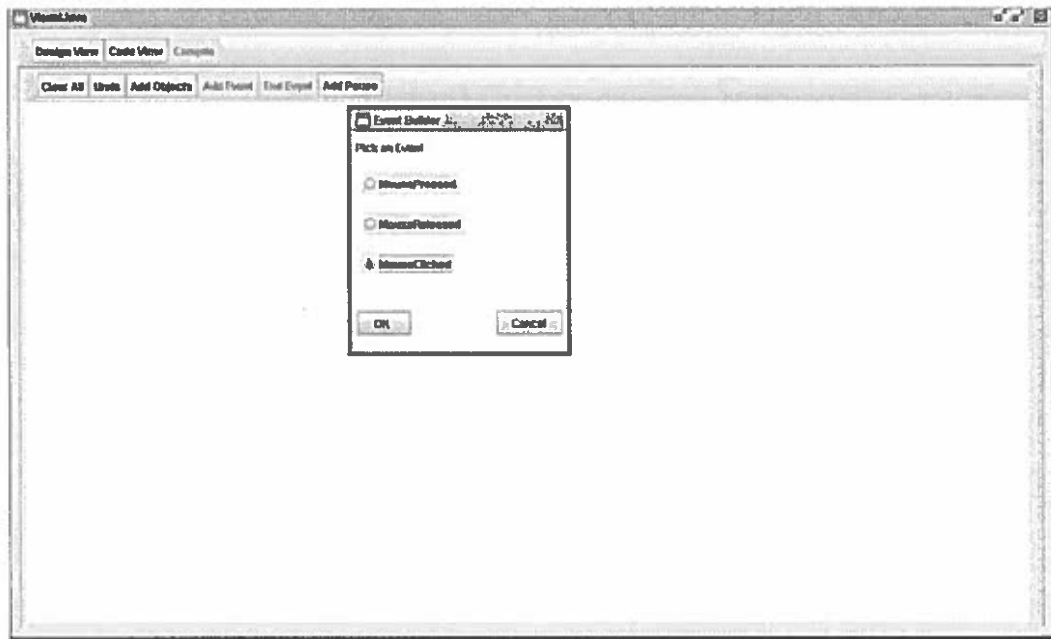 VisualJava
Design View Code View Compile
Clear All Undo Add Objects Add Event End Event Add Pause
Event Builder
Pick an Event
MousePressed
MouseReleased
MouseClicked
OK Cancel